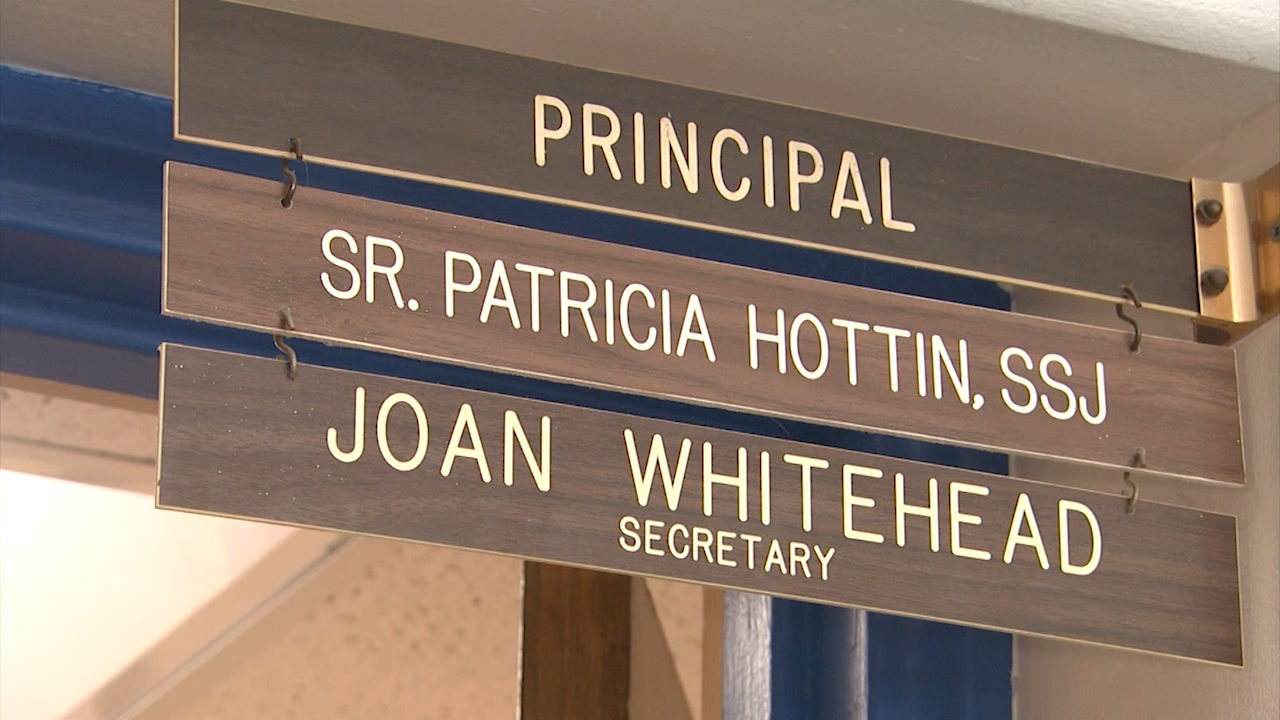 PRINCIPAL
SR. PATRICIA HOTTIN, SSJ
JOAN WHITEHEAD
SECRETARY